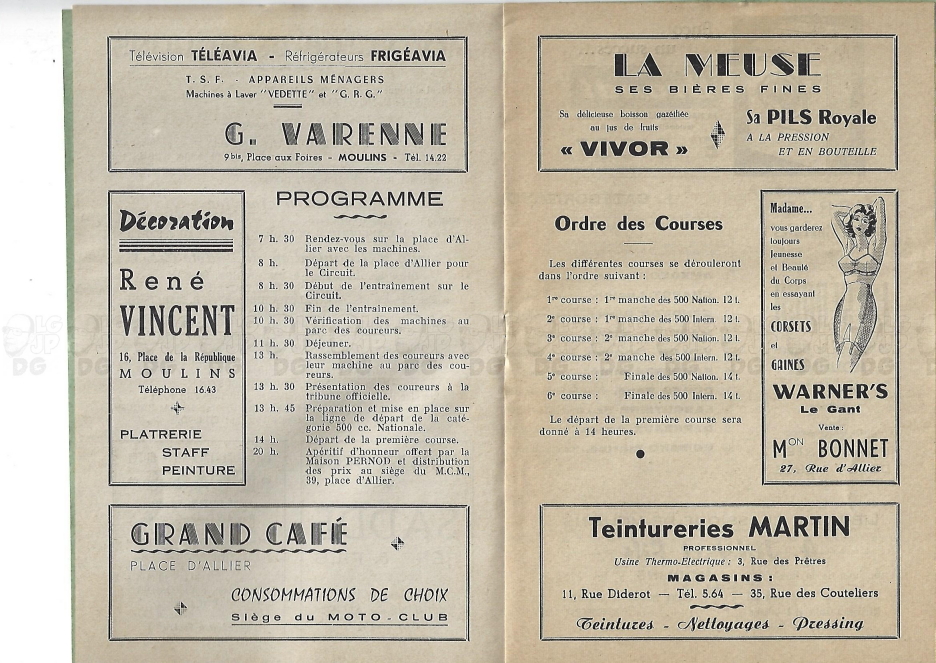 Télévision TÉLÉAVIA - Réfrigérateurs FRIGÉAVIA
T. S. F. - APPAREILS MÉNAGERS
Machines à Laver "VEDETTE" et "G. R. G."
G. VARENNE
9 bis, Place aux Foires - MOULINS - Tél. 14.22
Décoration
René
VINCENT
16, Place de la République
MOULINS
Téléphone 16.43
PLATRERIE
STAFF
PEINTURE
PROGRAMME
7 h. 30 Rendez-vous sur la place d'Al-
lier avec les machines.
8 h. Départ de la place d'Allier pour
le Circuit.
8 h. 30 Début de l'entraînement sur le
Circuit.
10 h. 30 Fin de l'entraînement.
10 h. 30 Vérification des machines au
parc des coureurs.
11 h. 30 Déjeuner.
13 h. Rassemblement des coureurs avec
leur machine au parc des cou-
reurs.
13 h. 30 Présentation des coureurs à la
tribune officielle.
13 h. 45 Préparation et mise en place sur
la ligne de départ de la caté-
gorie 500 cc. Nationale.
14 h. Départ de la première course.
20 h. Apéritif d'honneur offert par la
Maison PERNOD et distribution
des prix au siège du M.C.M.,
39, place d'Allier.
GRAND CAFÉ
PLACE D'ALLIER
CONSOMMATIONS DE CHOIX
Siège du MOTO-CLUB
LA MEUSE
SES BIÈRES FINES
Sa délicieuse boisson gazéifiée
au jus de fruits
« VIVOR »
Sa PILS Royale
A LA PRESSION
ET EN BOUTEILLE
Ordre des Courses
Les différentes courses se dérouleront
dans l'ordre suivant :
1re course : 1re manche des 500 Nation. 12 t.
2e course : 1re manche des 500 Intern. 12 t.
3e course : 2e manche des 500 Nation. 12 t.
4e course : 2e manche des 500 Intern. 12 t.
5e course : Finale des 500 Nation. 14 t.
6e course : Finale des 500 Intern. 14 t.
Le départ de la première course sera
donné à 14 heures.
Madame...
vous garderez
toujours
Jeunesse
et Beauté
du Corps
en essayant
les
CORSETS
et
GAINES
WARNER'S
Le Gant
Vente :
MON BONNET
27, Rue d'Allier
Teintureries MARTIN
PROFESSIONNEL
Usine Thermo-Electrique : 3, Rue des Prêtres
MAGASINS :
11, Rue Diderot — Tél. 5.64 — 35, Rue des Couteliers
Teintures - Nettoyages - Pressing